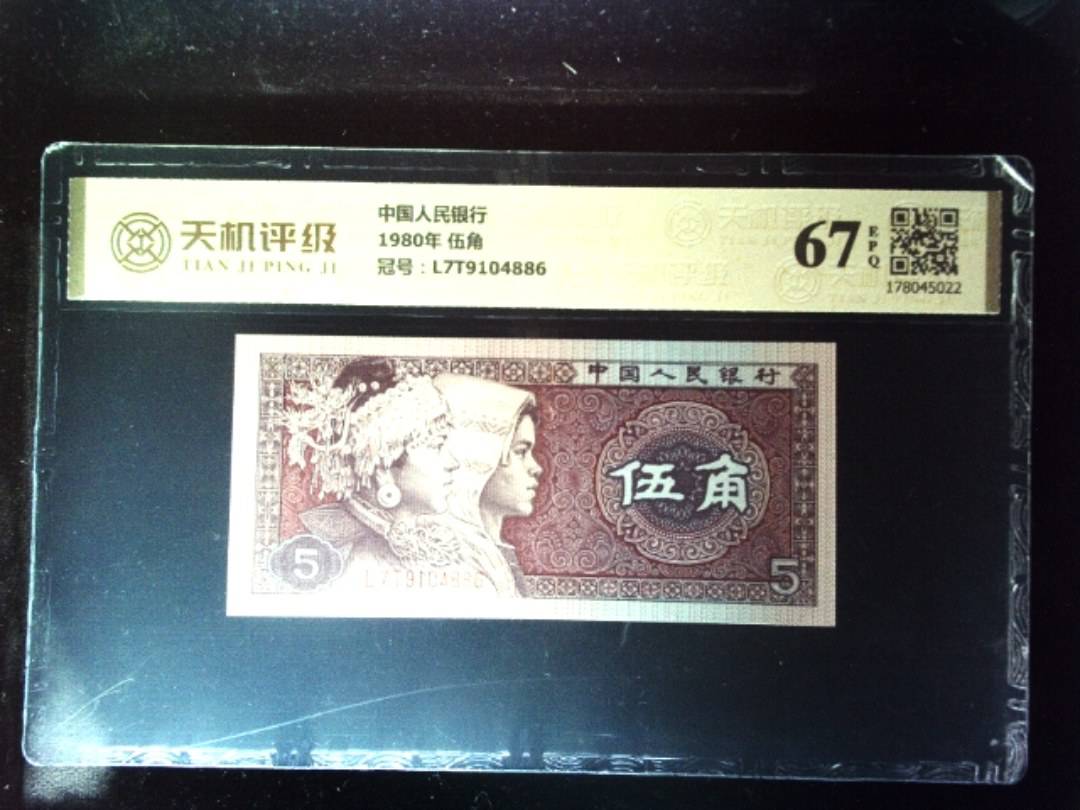 天机评级
TIAN JI PING JI
中国人民银行
1980年 伍角
冠号：L7T9104886
67
EPQ
178045022
中国人民银行
伍角
5
L7T9104886
5